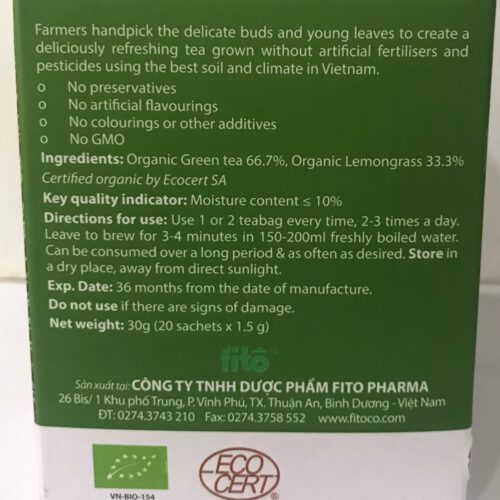 Farmers handpick the delicate buds and young leaves to create a
deliciously refreshing tea grown without artificial fertilisers and
pesticides using the best soil and climate in Vietnam.
o No preservatives
o No artificial flavourings
o No colourings or other additives
o No GMO
Ingredients: Organic Green tea 66.7%, Organic Lemongrass 33.3%
Certified organic by Ecocert SA
Key quality indicator: Moisture content ≤ 10%
Directions for use: Use 1 or 2 teabag every time, 2-3 times a day.
Leave to brew for 3-4 minutes in 150-200ml freshly boiled water.
Can be consumed over a long period & as often as desired. Store in
a dry place, away from direct sunlight.
Exp. Date: 36 months from the date of manufacture.
Do not use if there are signs of damage.
Net weight: 30g (20 sachets x 1.5 g)
fitô
Sản xuất tại: CÔNG TY TNHH DƯỢC PHẨM FITO PHARMA
26 Bis/ 1 Khu phố Trung, P. Vĩnh Phú, TX. Thuận An, Bình Dương - Việt Nam
ĐT: 0274.3743 210 Fax: 0274.3758 552 www.fitoco.com
VN-BIO-154
ECO
CERT